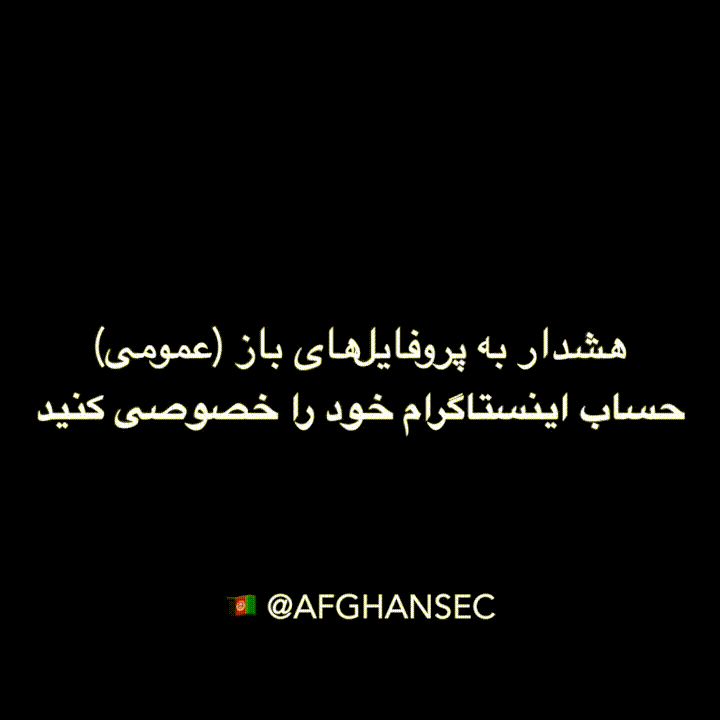 هشدار به پروفایل‌های باز (عمومی)
حساب اینستاگرام خود را خصوصی کنید
🇦🇫 @AFGHANSEC